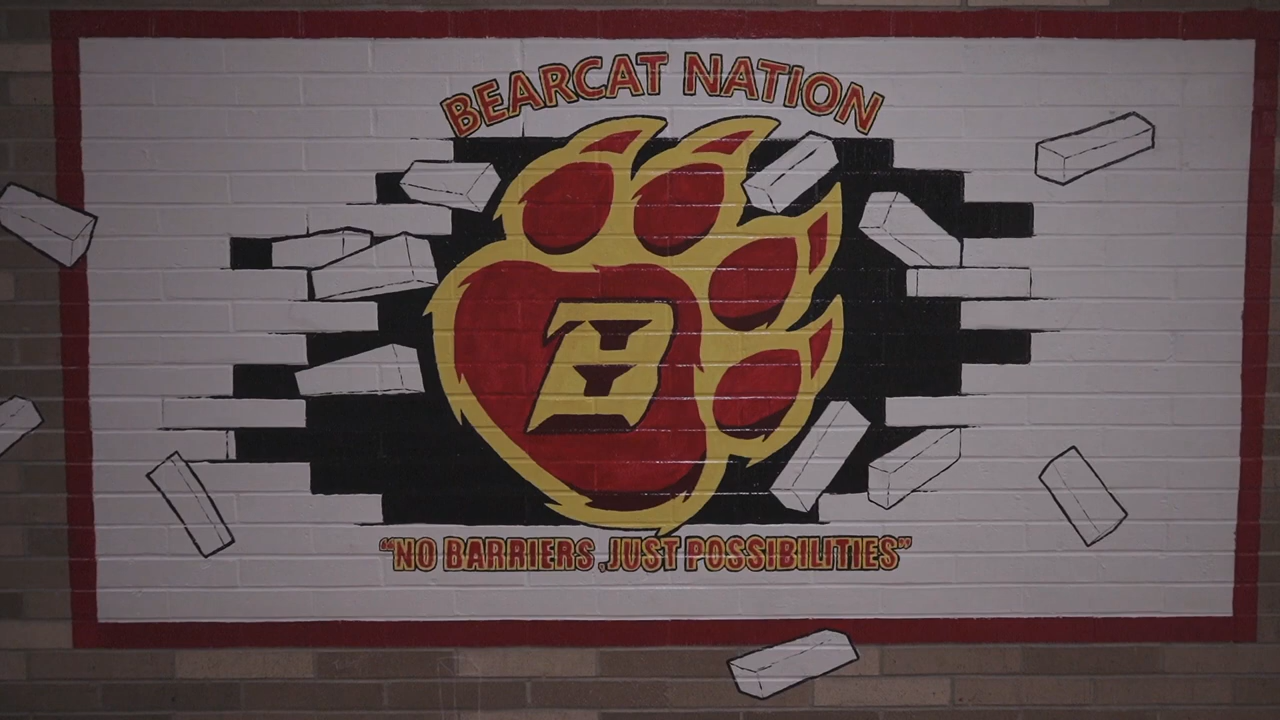 BEARCAT NATION
B
“NO BARRIERS, JUST POSSIBILITIES”